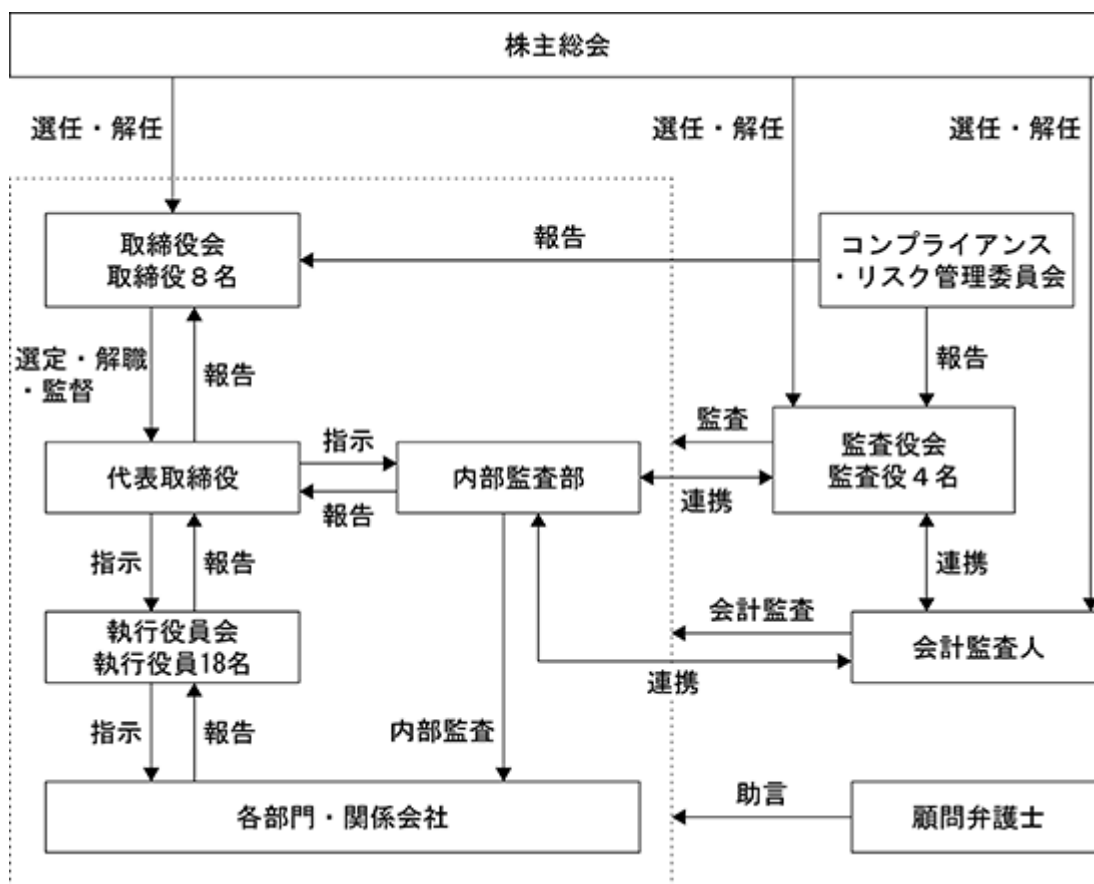 株主総会
選任・解任
選任・解任
選任・解任
取締役会
取締役8名
報告
コンプライアンス
・リスク管理委員会
選定・解職
・監督
報告
報告
代表取締役
指示
報告
内部監査部
監査
連携
監査役会
監査役4名
指示
報告
連携
執行役員会
執行役員18名
会計監査
連携
会計監査人
指示
報告
内部監査
各部門・関係会社
助言
顧問弁護士